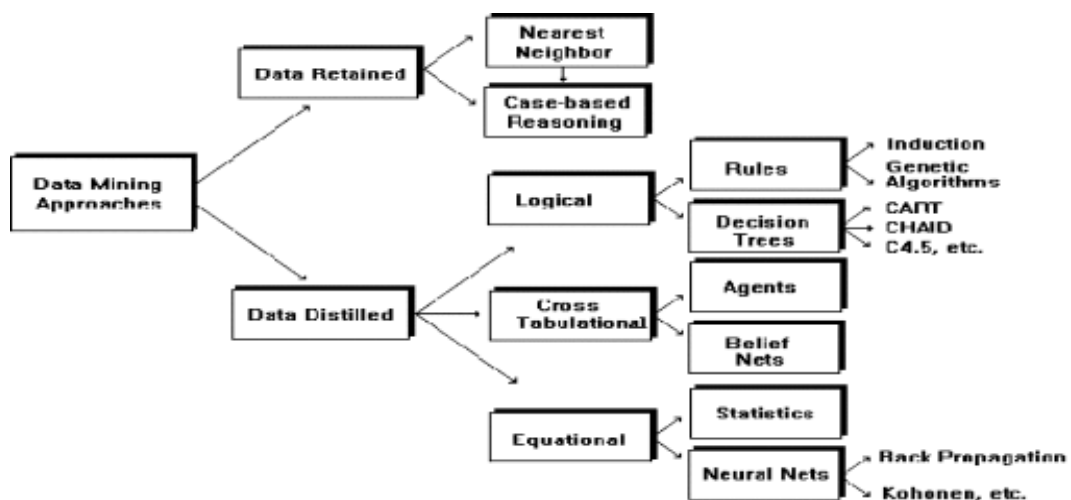 Nearest
Neighbor
Data Retained
Case-based
Reasoning
Data Mining
Approaches
Logical
Rules
Induction
Genetic
Algorithms
Decision
Trees
CART
CHAID
C4.5, etc.
Data Distilled
Cross
Tabulational
Agents
Belief
Nets
Equational
Statistics
Neural Nets
Back Propagation
Kohonen, etc.